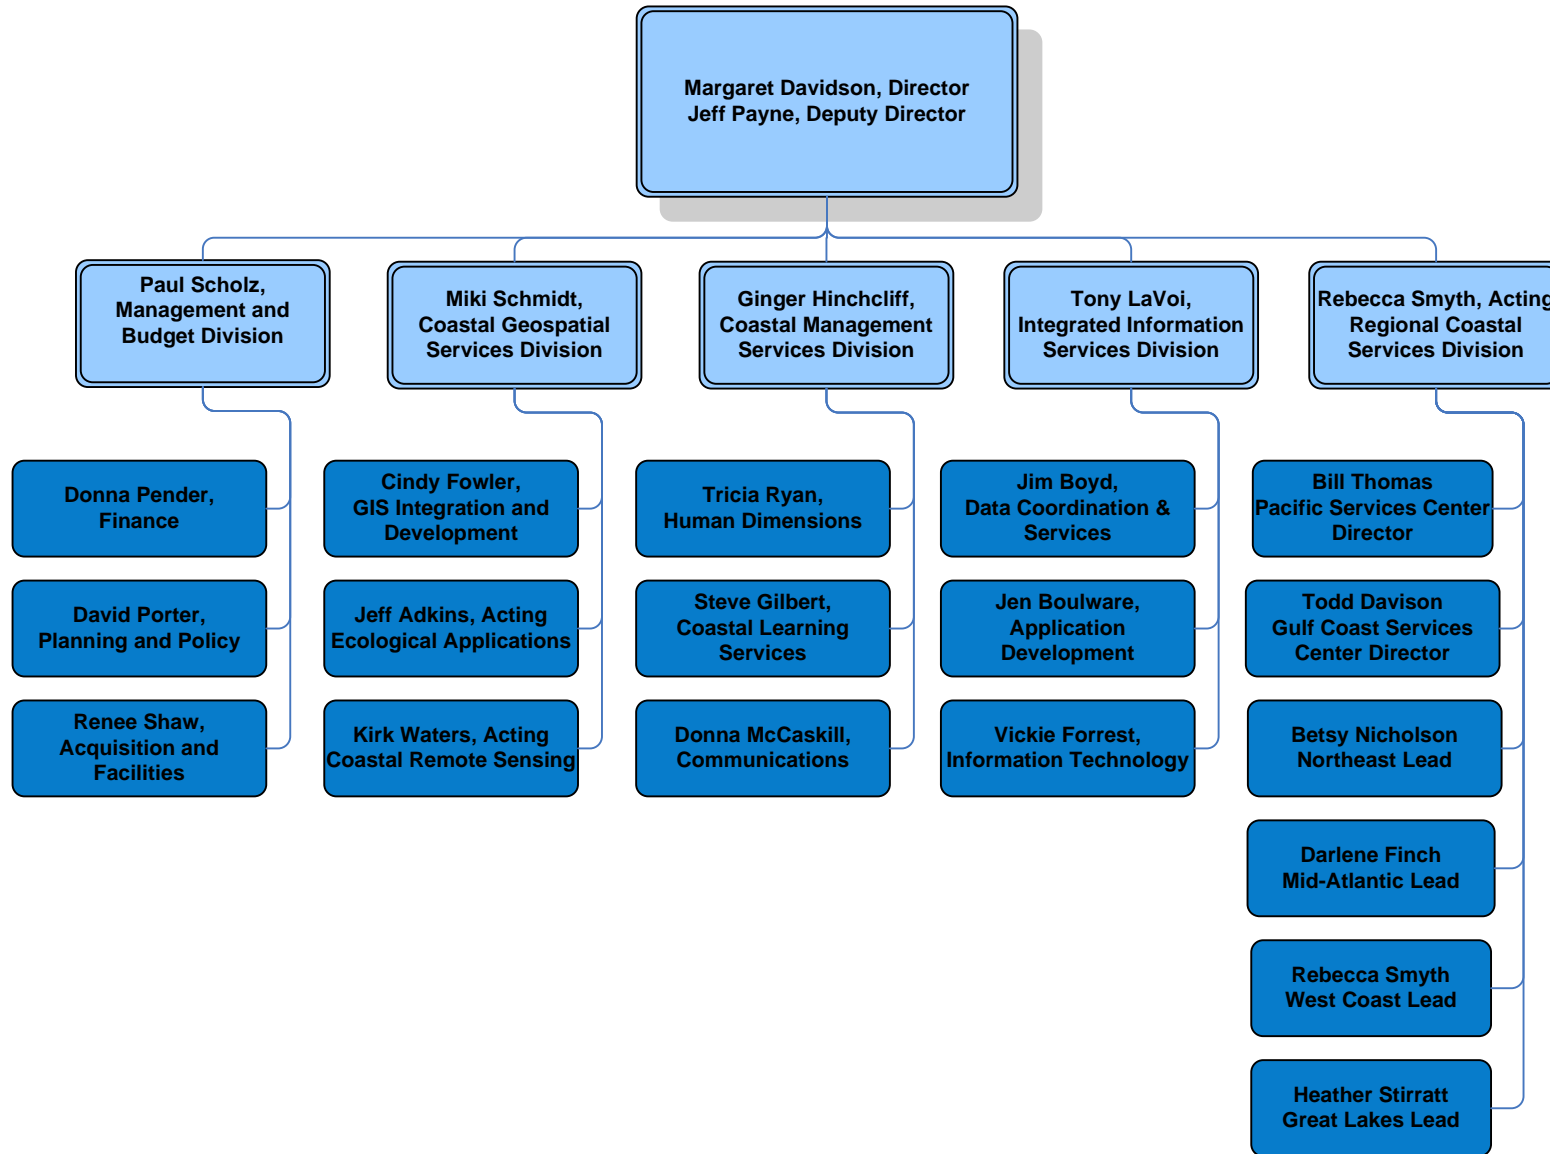 Margaret Davidson, Director
Jeff Payne, Deputy Director
Paul Scholz,
Management and
Budget Division
Miki Schmidt,
Coastal Geospatial
Services Division
Ginger Hinchcliff,
Coastal Management
Services Division
Tony LaVoi,
Integrated Information
Services Division
Rebecca Smyth, Acting
Regional Coastal
Services Division
Donna Pender,
Finance
David Porter,
Planning and Policy
Renee Shaw,
Acquisition and
Facilities
Cindy Fowler,
GIS Integration and
Development
Jeff Adkins, Acting
Ecological Applications
Kirk Waters, Acting
Coastal Remote Sensing
Tricia Ryan,
Human Dimensions
Steve Gilbert,
Coastal Learning
Services
Donna McCaskill,
Communications
Jim Boyd,
Data Coordination &
Services
Jen Boulware,
Application
Development
Vickie Forrest,
Information Technology
Bill Thomas
Pacific Services Center
Director
Todd Davison
Gulf Coast Services
Center Director
Betsy Nicholson
Northeast Lead
Darlene Finch
Mid-Atlantic Lead
Rebecca Smyth
West Coast Lead
Heather Stirratt
Great Lakes Lead